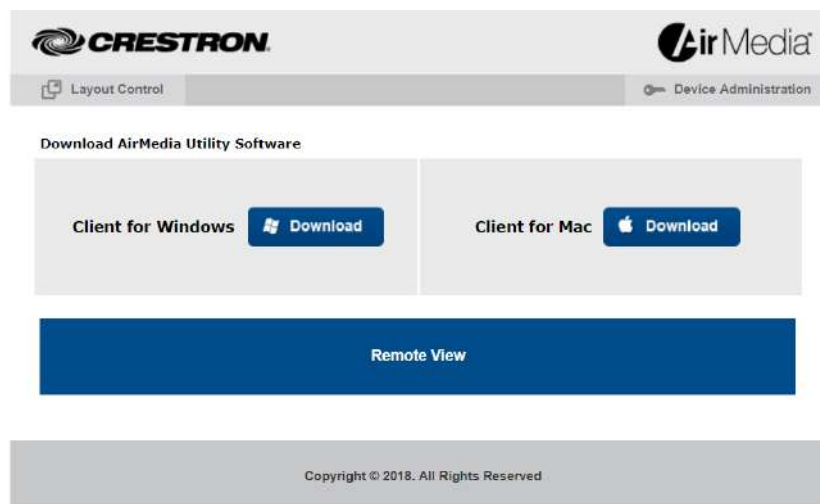 CRESTRON.
AirMedia
Layout Control
Device Administration
Download AirMedia Utility Software
Client for Windows
Download
Client for Mac
Download
Remote View
Copyright © 2018. All Rights Reserved